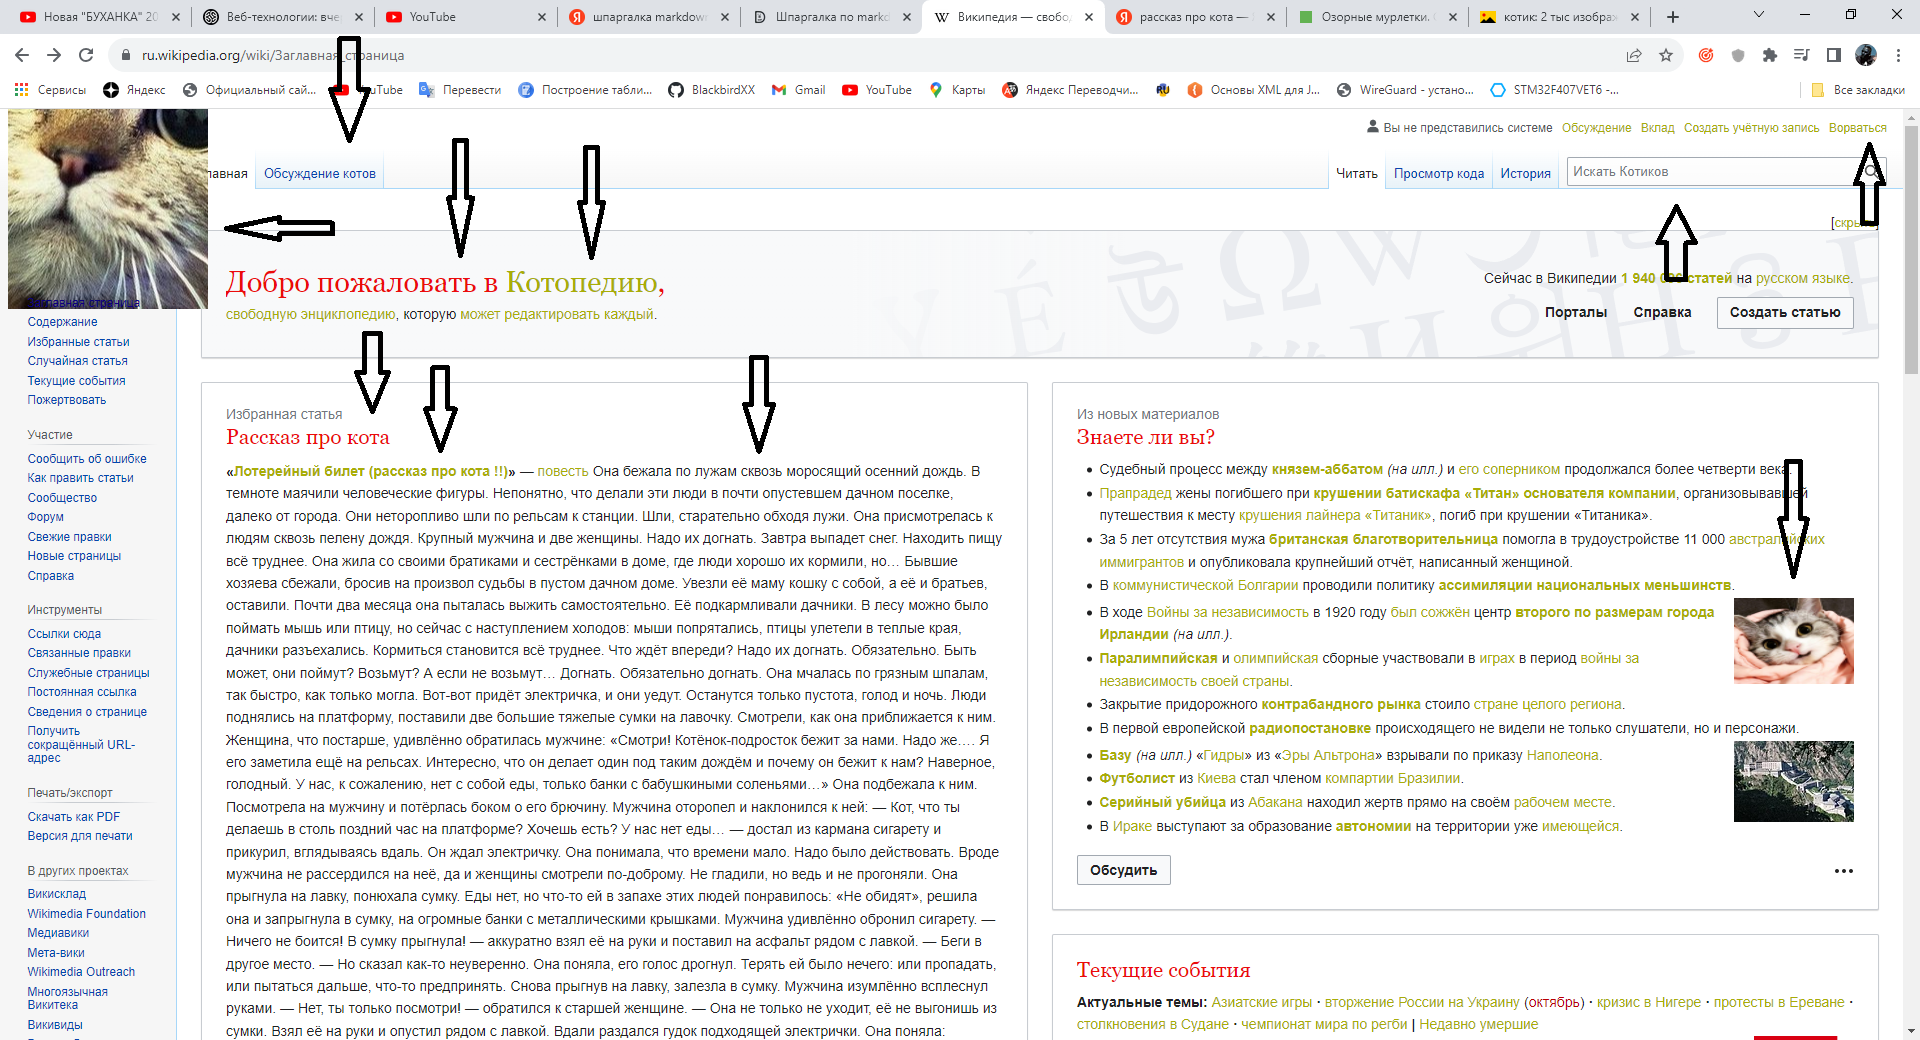 Новая "БУХАНКА" 20
Веб-технологии: вче
YouTube
шпаргалка markdow
Шпаргалка по markd
Википедия — свобо
рассказ про кота —
Озорные мурлетки.
котик: 2 тыс изображ
ru.wikipedia.org/wiki/Заглавная_страница
Сервисы
Яндекс
Официальный сай...
YouTube
Перевести
Построение табли...
BlackbirdXX
Gmail
YouTube
Карты
Яндекс Переводчи...
Основы XML для J...
WireGuard - устано...
STM32F407VET6 -...
Все закладки
Вы не представились системе Обсуждение Вклад Создать учётную запись Ворваться
лавная Обсуждение котов
Читать Просмотр кода История Искать Котиков
[скрыть]
Добро пожаловать в Котопедию,
свободную энциклопедию, которую может редактировать каждый.
Сейчас в Википедии 1 940 статей на русском языке.
Порталы Справка Создать статью
Заглавная страница
Содержание
Избранные статьи
Случайная статья
Текущие события
Пожертвовать
Участие
Сообщить об ошибке
Как править статьи
Сообщество
Форум
Свежие правки
Новые страницы
Справка
Инструменты
Ссылки сюда
Связанные правки
Служебные страницы
Постоянная ссылка
Сведения о странице
Получить
сокращённый URL-
адрес
Печать/экспорт
Скачать как PDF
Версия для печати
В других проектах
Викисклад
Wikimedia Foundation
Медиавики
Мета-вики
Wikimedia Outreach
Многоязычная
Викитека
Викивиды
Избранная статья
Рассказ про кота
«Лотерейный билет (рассказ про кота !!)» — повесть Она бежала по лужам сквозь моросящий осенний дождь. В
темноте маячили человеческие фигуры. Непонятно, что делали эти люди в почти опустевшем дачном поселке,
далеко от города. Они неторопливо шли по рельсам к станции. Шли, старательно обходя лужи. Она присмотрелась к
людям сквозь пелену дождя. Крупный мужчина и две женщины. Надо их догнать. Завтра выпадет снег. Находить пищу
всё труднее. Она жила со своими братиками и сестрёнками в доме, где люди хорошо их кормили, но… Бывшие
хозяева сбежали, бросив на произвол судьбы в пустом дачном доме. Увезли её маму кошку с собой, а её и братьев,
оставили. Почти два месяца она пыталась выжить самостоятельно. Её подкармливали дачники. В лесу можно было
поймать мышь или птицу, но сейчас с наступлением холодов: мыши попрятались, птицы улетели в теплые края,
дачники разъехались. Кормиться становится всё труднее. Что ждёт впереди? Надо их догнать. Обязательно. Быть
может, они поймут? Возьмут? А если не возьмут… Догнать. Обязательно догнать. Она мчалась по грязным шпалам,
так быстро, как только могла. Вот-вот придёт электричка, и они уедут. Останутся только пустота, голод и ночь. Люди
поднялись на платформу, поставили две большие тяжелые сумки на лавочку. Смотрели, как она приближается к ним.
Женщина, что постарше, удивлённо обратилась мужчине: «Смотри! Котёнок-подросток бежит за нами. Надо же…. Я
его заметила ещё на рельсах. Интересно, что он делает один под таким дождём и почему он бежит к нам? Наверное,
голодный. У нас, к сожалению, нет с собой еды, только банки с бабушкиными соленьями…» Она подбежала к ним.
Посмотрела на мужчину и потёрлась боком о его брючину. Мужчина оторопел и наклонился к ней: — Кот, что ты
делаешь в столь поздний час на платформе? Хочешь есть? У нас нет еды… — достал из кармана сигарету и
прикурил, вглядываясь вдаль. Он ждал электричку. Она понимала, что времени мало. Надо было действовать. Вроде
мужчина не рассердился на неё, да и женщины смотрели по-доброму. Не гладили, но ведь и не прогоняли. Она
прыгнула на лавку, понюхала сумку. Еды нет, но что-то ей в запахе этих людей понравилось: «Не обидят», решила
она и запрыгнула в сумку, на огромные банки с металлическими крышками. Мужчина удивлённо обронил сигарету. —
Ничего не боится! В сумку прыгнула! — аккуратно взял её на руки и поставил на асфальт рядом с лавкой. — Беги в
другое место. — Но сказал как-то неуверенно. Она поняла, его голос дрогнул. Терять ей было нечего: или пропадать,
или пытаться дальше, что-то предпринять. Снова прыгнув на лавку, залезла в сумку. Мужчина изумлённо всплеснул
руками. — Нет, ты только посмотри! — обратился к старшей женщине. — Она не только не уходит, её не выгонишь из
сумки. Взял её на руки и опустил рядом с лавкой. Вдали раздался гудок подходящей электрички. Она поняла:
Из новых материалов
Знаете ли вы?
Судебный процесс между князем-аббатом (на илл.) и его соперником продолжался более четверти века.
Прапрадед жены погибшего при крушении батискафа «Титан» основателя компании, организовывавшей
путешествия к месту крушения лайнера «Титаник», погиб при крушении «Титаника».
За 5 лет отсутствия мужа британская благотворительница помогла в трудоустройстве 11 000 австралийских
иммигрантов и опубликовала крупнейший отчёт, написанный женщиной.
В коммунистической Болгарии проводили политику ассимиляции национальных меньшинств.
В ходе Войны за независимость в 1920 году был сожжён центр второго по размерам города
Ирландии (на илл.).
Паралимпийская и олимпийская сборные участвовали в играх в период войны за
независимость своей страны.
Закрытие придорожного контрабандного рынка стоило стране целого региона.
В первой европейской радиопостановке происходящего не видели не только слушатели, но и персонажи.
Базу (на илл.) «Гидры» из «Эры Альтрона» взрывали по приказу Наполеона.
Футболист из Киева стал членом компартии Бразилии.
Серийный убийца из Абакана находил жертв прямо на своём рабочем месте.
В Ираке выступают за образование автономии на территории уже имеющейся.
Обсудить
Текущие события
Актуальные темы: Азиатские игры · вторжение России на Украину (октябрь) · кризис в Нигере · протесты в Ереване ·
столкновения в Судане · чемпионат мира по регби | Недавно умершие